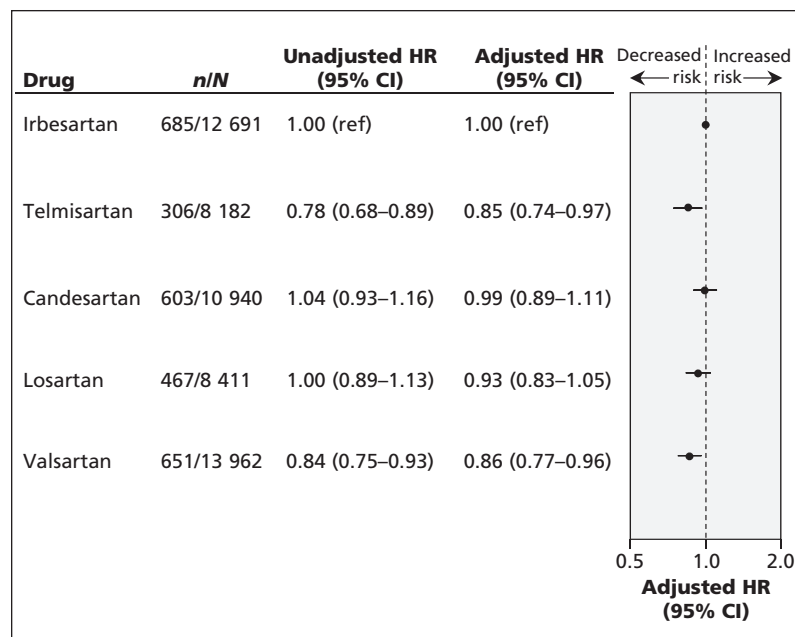 Drug n/N Unadjusted HR (95% CI) Adjusted HR (95% CI) Decreased risk Increased risk
Irbesartan 685/12 691 1.00 (ref) 1.00 (ref)
Telmisartan 306/8 182 0.78 (0.68–0.89) 0.85 (0.74–0.97)
Candesartan 603/10 940 1.04 (0.93–1.16) 0.99 (0.89–1.11)
Losartan 467/8 411 1.00 (0.89–1.13) 0.93 (0.83–1.05)
Valsartan 651/13 962 0.84 (0.75–0.93) 0.86 (0.77–0.96)
0.5 1.0 2.0
Adjusted HR
(95% CI)